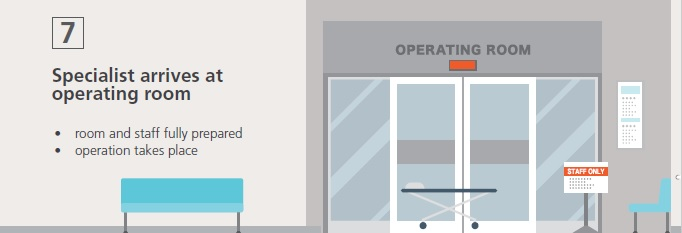 7
Specialist arrives at
operating room
• room and staff fully prepared
• operation takes place
OPERATING ROOM
STAFF ONLY